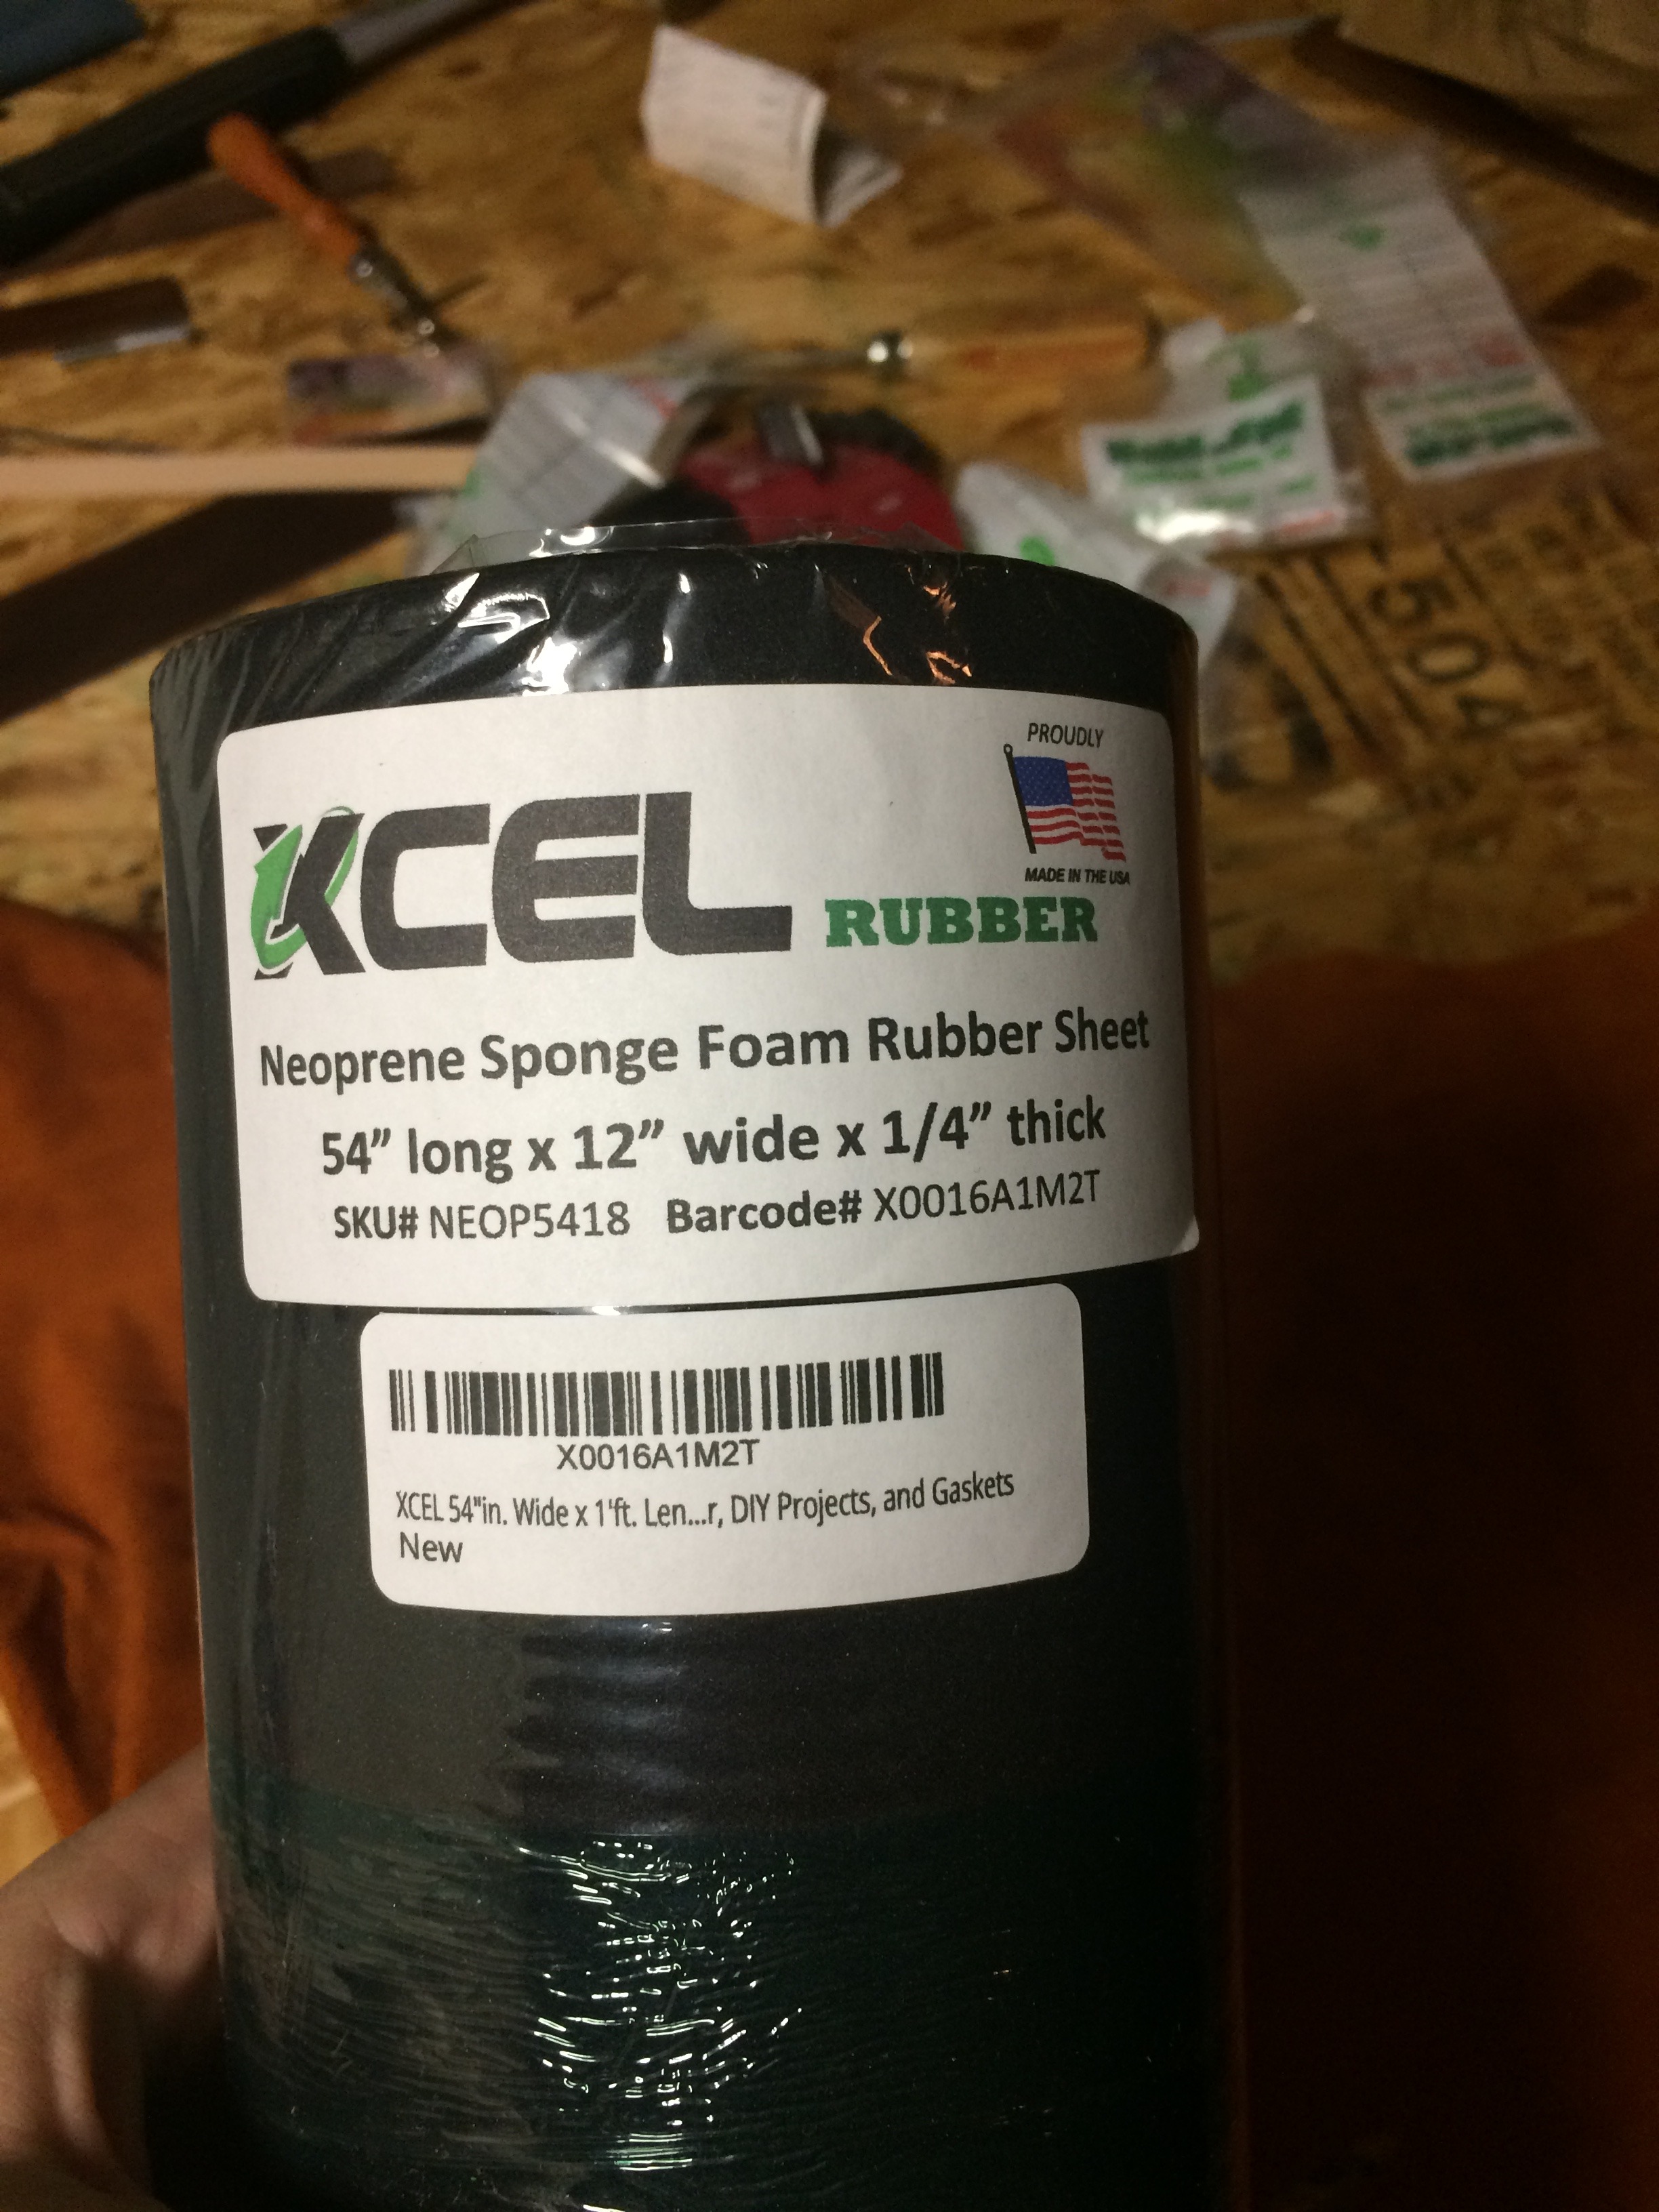 PROUDLY
MADE IN THE USA
XCEL RUBBER
Neoprene Sponge Foam Rubber Sheet
54” long x 12” wide x 1/4” thick
SKU# NEOP5418 Barcode# X0016A1M2T
X0016A1M2T
XCEL 54"in. Wide x 1'ft. Len...r, DIY Projects, and Gaskets
New
504